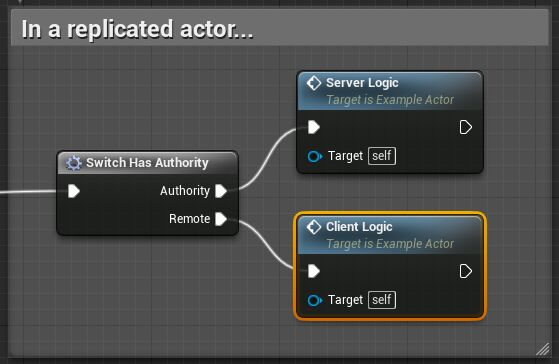 In a replicated actor...
Server Logic
Target is Example Actor
Target self
Switch Has Authority
Authority
Remote
Client Logic
Target is Example Actor
Target self